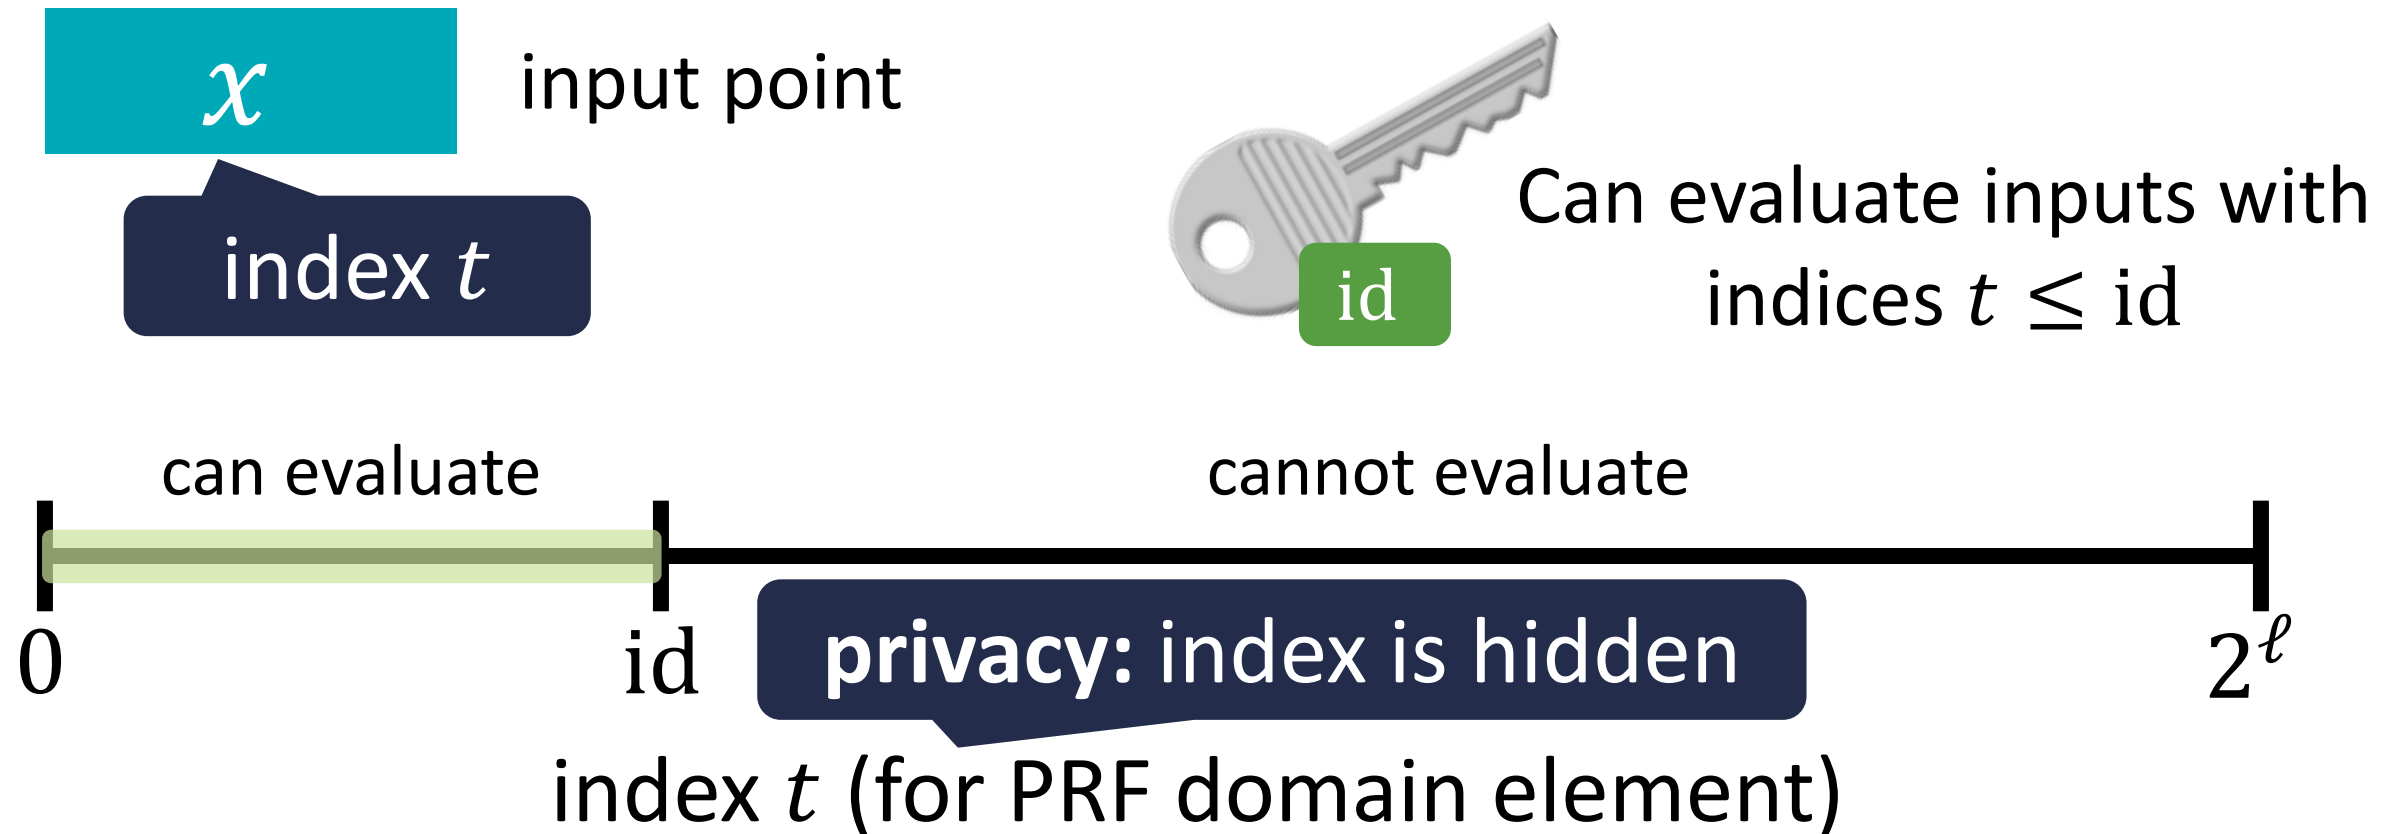 x
input point
index t
id
Can evaluate inputs with
indices t ≤ id
can evaluate
cannot evaluate
0
id
privacy: index is hidden
2^ℓ
index t (for PRF domain element)